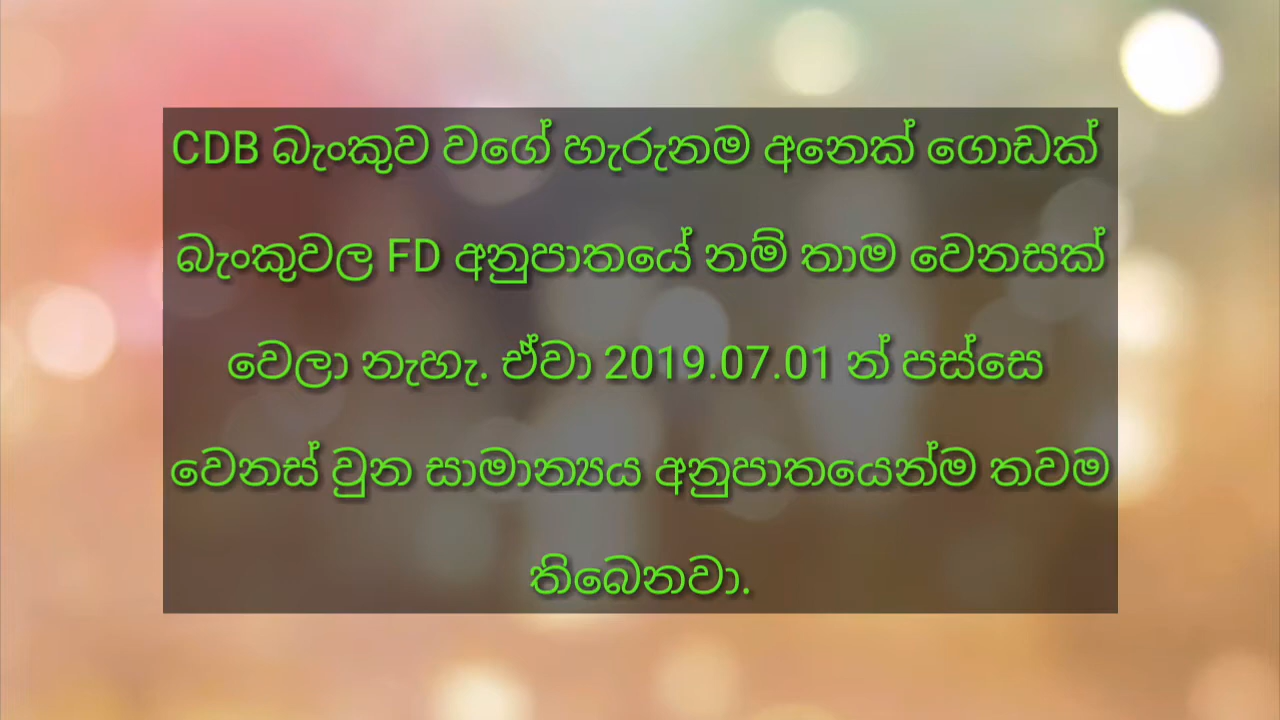 CDB බැංකුව වගේ හැරුනම අනෙක් ගොඩක්
බැංකුවල FD අනුපාතයේ නම් තාම වෙනසක්
වෙලා නැහැ. ඒවා 2019.07.01 න් පස්සෙ
වෙනස් වුන සාමාන්‍යය අනුපාතයෙන්ම තවම
තිබෙනවා.